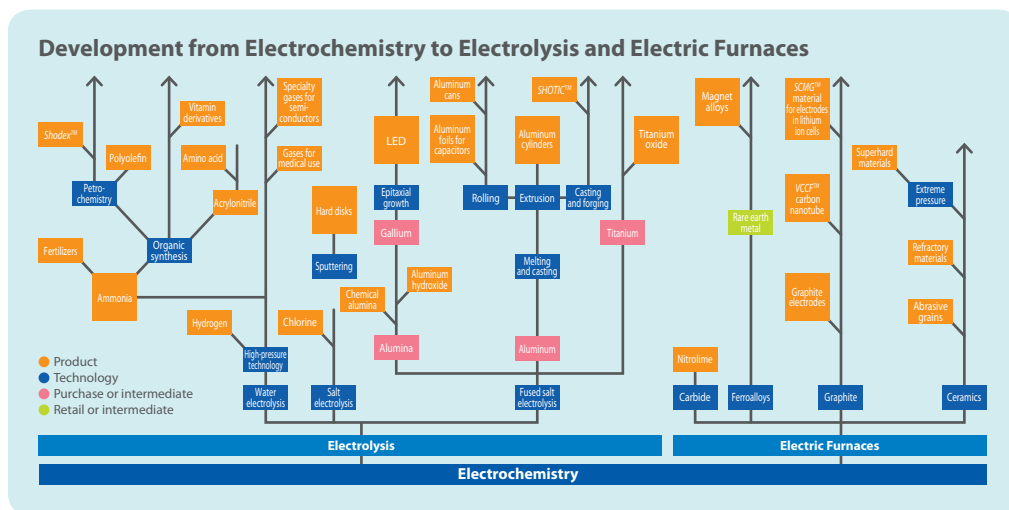 Development from Electrochemistry to Electrolysis and Electric Furnaces
Shodex™
Polyolefin
Petro-
chemistry
Vitamin
derivatives
Amino acid
Acrylonitrile
Organic
synthesis
Fertilizers
Ammonia
Specialty
gases for
semi-
conductors
Gases for
medical use
Hydrogen
High-pressure
technology
Water
electrolysis
Hard disks
Sputtering
Chlorine
Salt
electrolysis
LED
Epitaxial
growth
Gallium
Aluminum
hydroxide
Chemical
alumina
Alumina
Aluminum
cans
Aluminum
foils for
capacitors
Rolling
Aluminum
cylinders
Extrusion
SHOTIC™
Casting
and forging
Melting
and casting
Aluminum
Fused salt
electrolysis
Titanium
oxide
Titanium
Magnet
alloys
Rare earth
metal
Nitrolime
Carbide
Ferroalloys
SCMG™
material
for electrodes
in lithium
ion cells
VCCF™
carbon
nanotube
Graphite
electrodes
Graphite
Superhard
materials
Extreme
pressure
Refractory
materials
Abrasive
grains
Ceramics
Product
Technology
Purchase or intermediate
Retail or intermediate
Electrolysis
Electric Furnaces
Electrochemistry